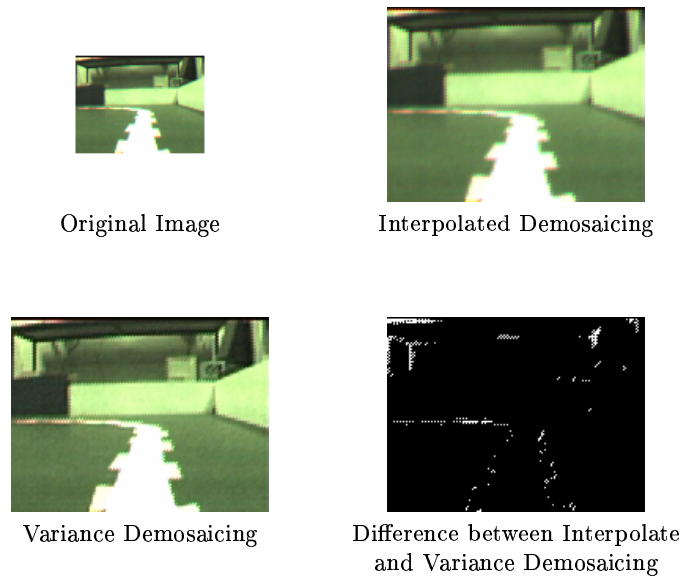 Original Image
Interpolated Demosaicing
Variance Demosaicing
Difference between Interpolate
and Variance Demosaicing